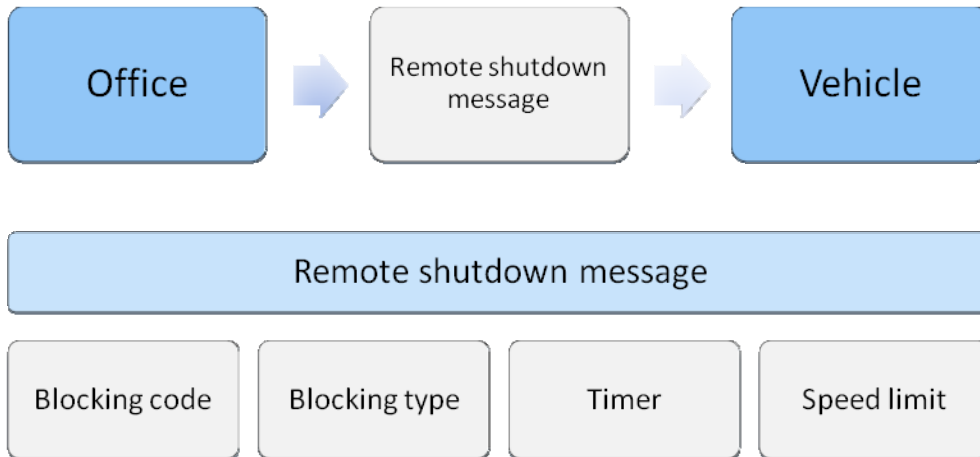 Office
Remote shutdown
message
Vehicle
Remote shutdown message
Blocking code
Blocking type
Timer
Speed limit